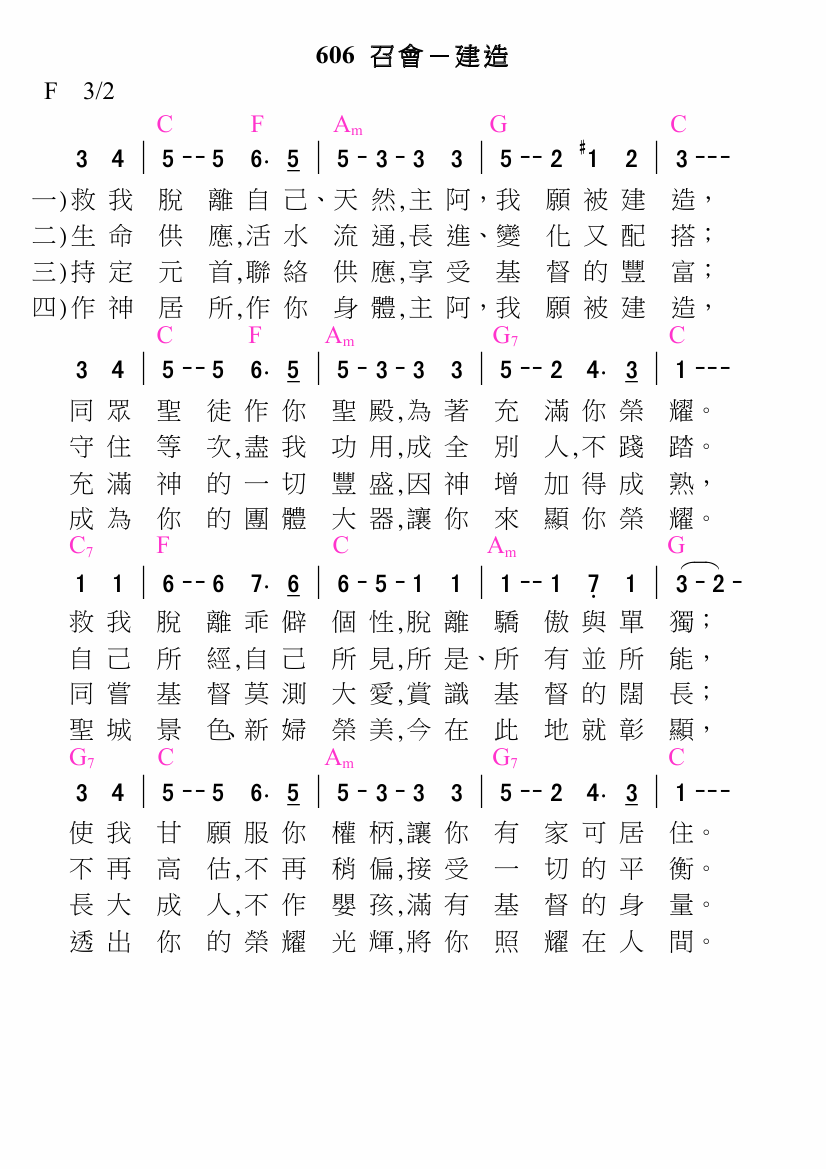 606 召會－建造
F 3/2
C F Am G C
3 4 | 5 - - 5 6. 5 | 5 - 3 - 3 3 | 5 - - 2 #1 2 | 3 - - -
一)救我脫離自己、天然,主阿，我願被建造，
二)生命供應,活水流通,長進、變化又配搭；
三)持定元首,聯絡供應,享受基督的豐富；
四)作神居所,作你身體,主阿，我願被建造，
C F Am G7 C
3 4 | 5 - - 5 6. 5 | 5 - 3 - 3 3 | 5 - - 2 4. 3 | 1 - - -
同眾聖徒作你聖殿,為著充滿你榮耀。
守住等次,盡我功用,成全別人,不踐踏。
充滿神的一切豐盛,因神增加得成熟，
成為你的團體大器,讓你來顯你榮耀。
C7 F C Am G
1 1 | 6 - - 6 7. 6 | 6 - 5 - 1 1 | 1 - - 1 7 1 | 3 - 2 -
救我脫離乖僻個性,脫離驕傲與單獨；
自己所經,自己所見,所是、所有並所能，
同嘗基督莫測大愛,賞識基督的闊長；
聖城景色、新婦榮美,今在此地就彰顯，
G7 C Am G7 C
3 4 | 5 - - 5 6. 5 | 5 - 3 - 3 3 | 5 - - 2 4. 3 | 1 - - -
使我甘願服你權柄,讓你有家可居住。
不再高估,不再稍偏,接受一切的平衡。
長大成人,不作嬰孩,滿有基督的身量。
透出你的榮耀光輝,將你照耀在人間。